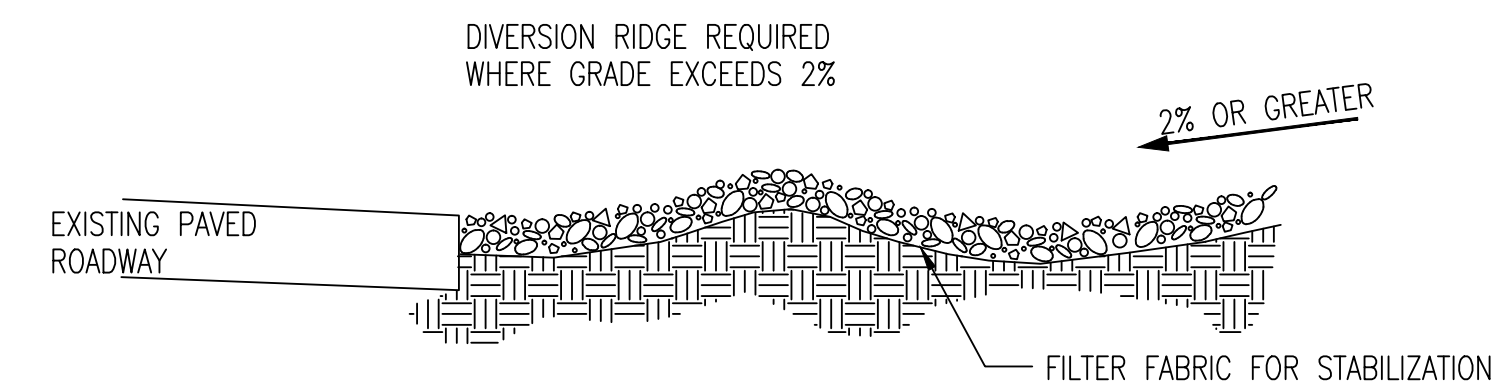 DIVERSION RIDGE REQUIRED
WHERE GRADE EXCEEDS 2%
2% OR GREATER
EXISTING PAVED
ROADWAY
FILTER FABRIC FOR STABILIZATION